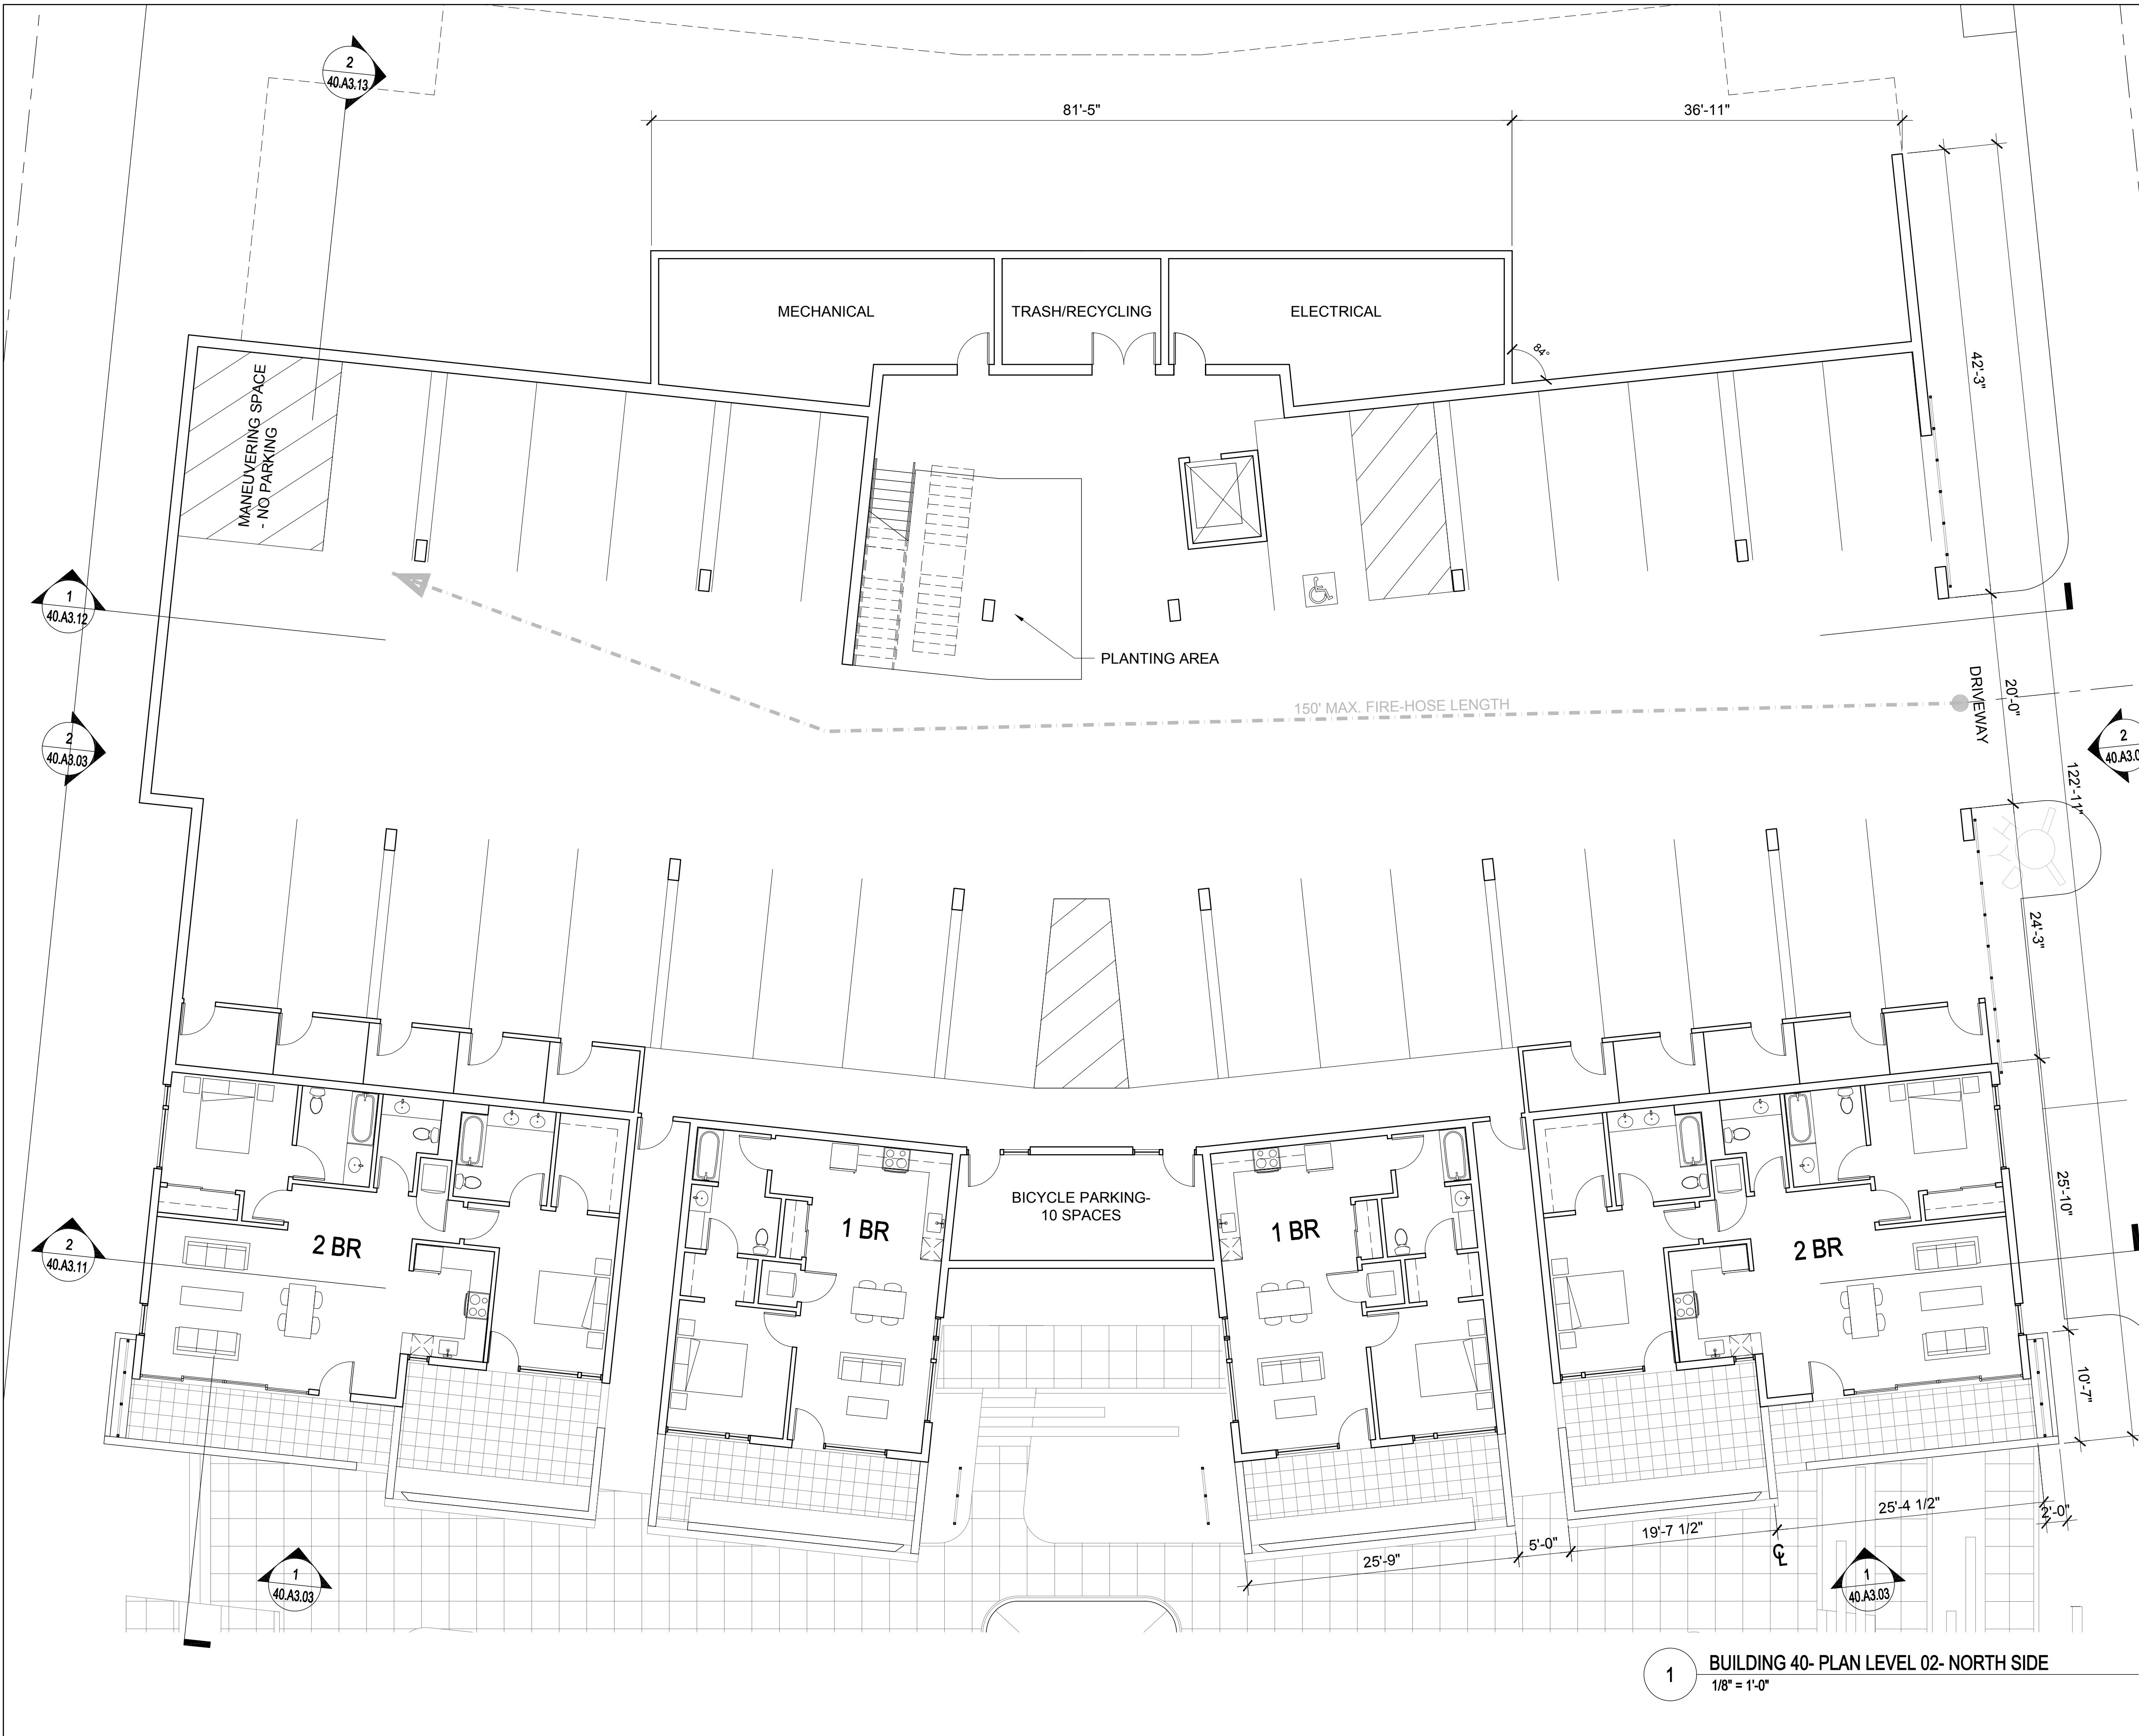 2
40.A3.13
81'-5"
36'-11"
MECHANICAL
TRASH/RECYCLING
ELECTRICAL
84°
42'-3"
MANEUVERING SPACE
- NO PARKING
1
40.A3.12
PLANTING AREA
150' MAX. FIRE-HOSE LENGTH
DRIVEWAY
20'-0"
2
40.A3.03
2
122'-11"
24'-3"
BICYCLE PARKING-
10 SPACES
2 BR
1 BR
1 BR
2 BR
25'-10"
2
40.A3.11
10'-7"
25'-9"
5'-0"
19'-7 1/2"
25'-4 1/2"
2'-0"
CL
1
40.A3.03
1
40.A3.03
1
BUILDING 40- PLAN LEVEL 02- NORTH SIDE
1/8" = 1'-0"